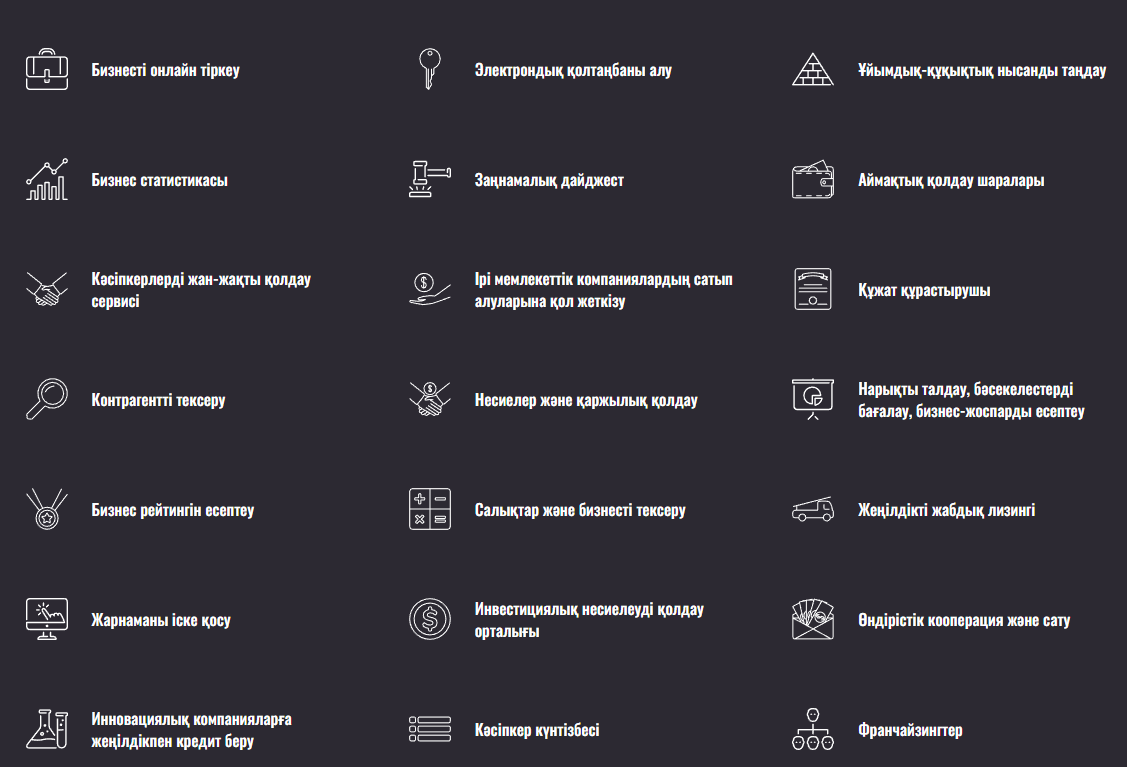 Бизнесті онлайн тіркеу
Электрондық қолтаңбаны алу
Ұйымдық-құқықтық нысанды таңдау
Бизнес статистикасы
Заңнамалық дайджест
Аймақтық қолдау шаралары
Кәсіпкерлерді жан-жақты қолдау
сервисі
Ірі мемлекеттік компаниялардың сатып
алуларына қол жеткізу
Құжат құрастырушы
Контрагентті тексеру
Несиелер және қаржылық қолдау
Нарықты талдау, бәсекелестерді
бағалау, бизнес-жоспарды есептеу
Бизнес рейтингін есептеу
Салықтар және бизнесті тексеру
Жеңілдікті жабдық лизингі
Жарнаманы іске қосу
Инвестициялық несиелеуді қолдау
орталығы
Өндірістік кооперация және сату
Инновациялық компанияларға
жеңілдікпен кредит беру
Кәсіпкер күнтізбесі
Франчайзингтер